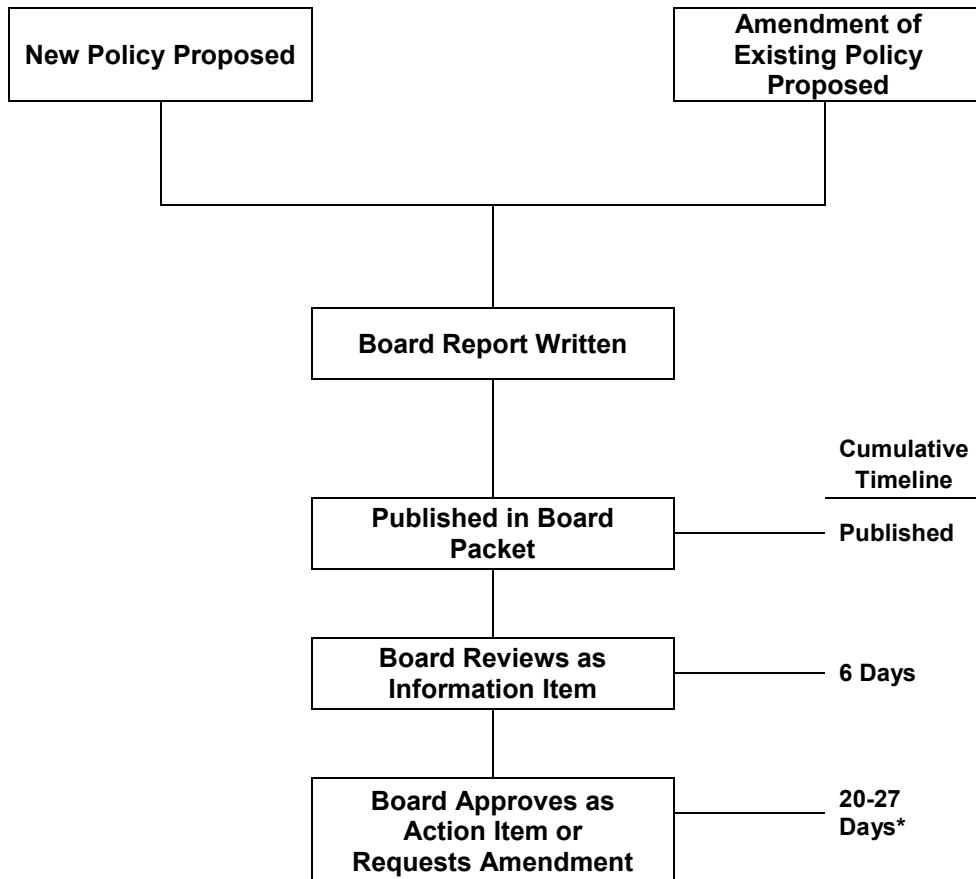 New Policy Proposed
Amendment of
Existing Policy
Proposed
Board Report Written
Cumulative
Timeline
Published in Board
Packet
Published
Board Reviews as
Information Item
6 Days
Board Approves as
Action Item or
Requests Amendment
20-27
Days*